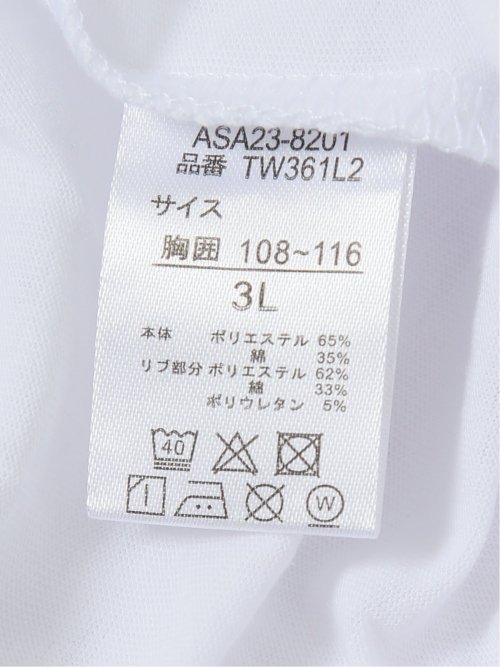 ASA23-8201
品番 TW361L2
サイズ
胸囲 108~116
3L
本体 ポリエステル 65%
綿 35%
リブ部分 ポリエステル 62%
綿 33%
ポリウレタン 5%
40
W